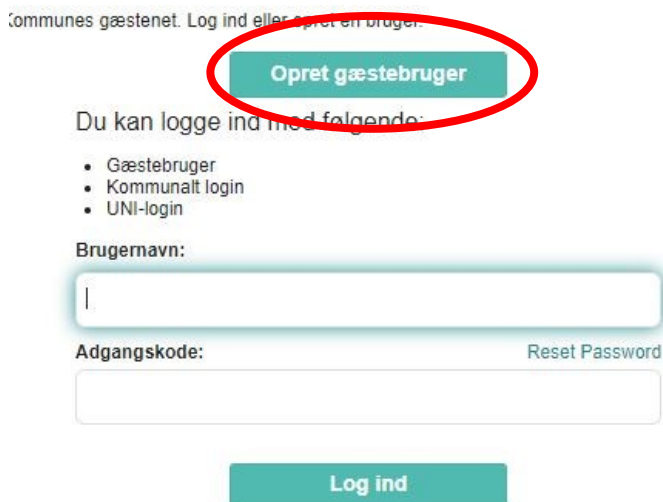 Kommunes gæstenet. Log ind eller opret en bruger.
Opret gæstebruger
Du kan logge ind med følgende:
• Gæstebruger
• Kommunalt login
• UNI-login
Brugernavn:
Adgangskode: Reset Password
Log ind